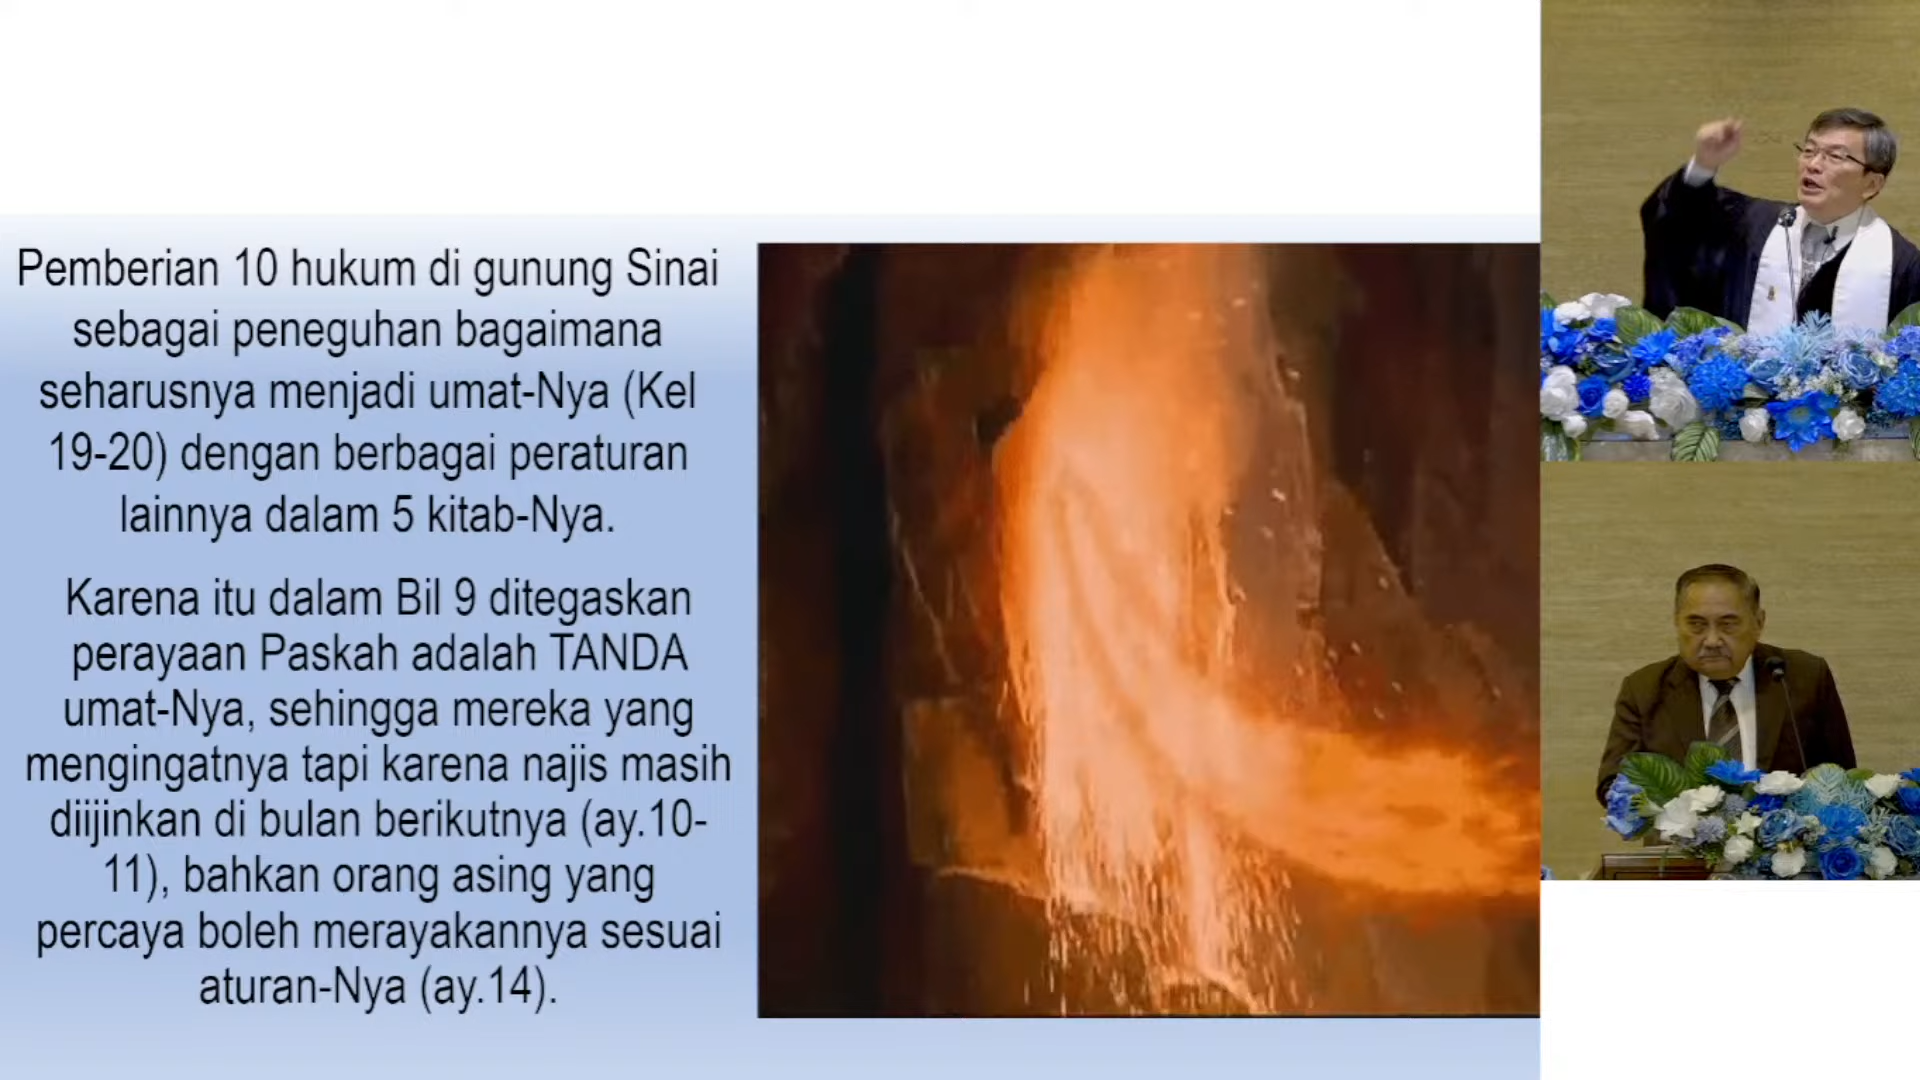 Pemberian 10 hukum di gunung Sinai
sebagai peneguhan bagaimana
seharusnya menjadi umat-Nya (Kel
19-20) dengan berbagai peraturan
lainnya dalam 5 kitab-Nya.
Karena itu dalam Bil 9 ditegaskan
perayaan Paskah adalah TANDA
umat-Nya, sehingga mereka yang
mengingatnya tapi karena najis masih
diijinkan di bulan berikutnya (ay.10-
11), bahkan orang asing yang
percaya boleh merayakannya sesuai
aturan-Nya (ay.14).